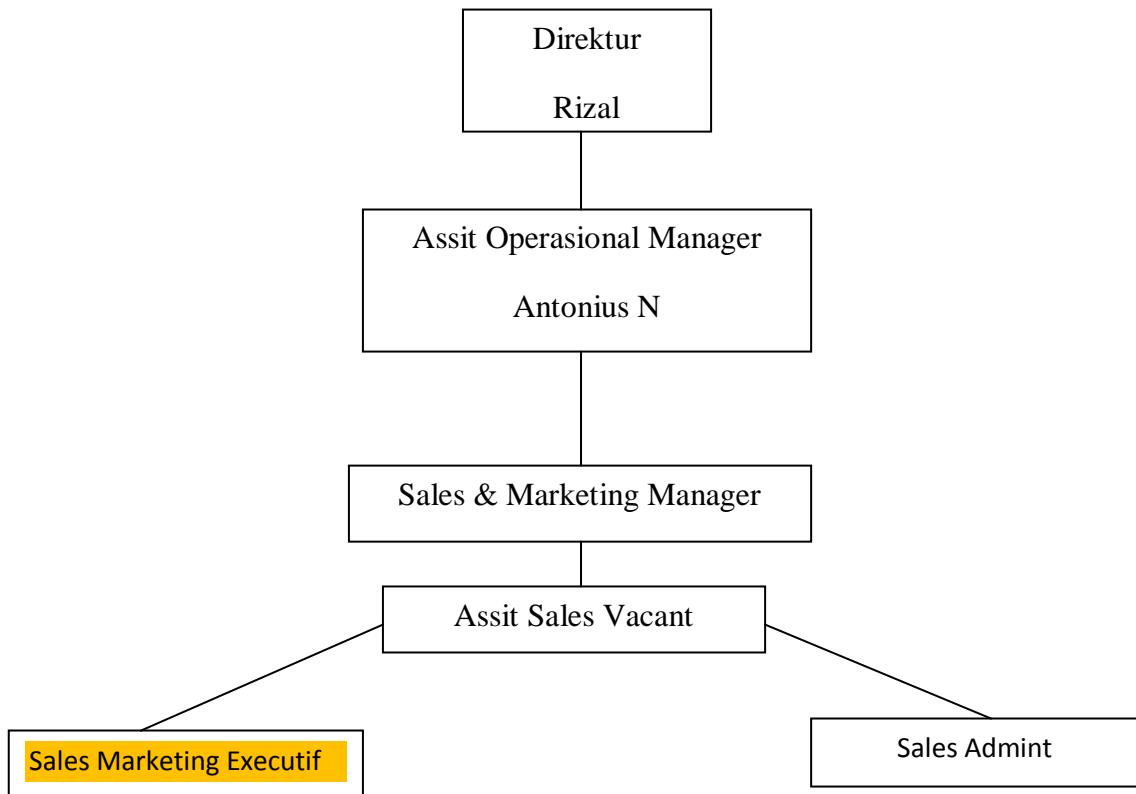 Direktur
Rizal
Assit Operasional Manager
Antonius N
Sales & Marketing Manager
Assit Sales Vacant
Sales Marketing Executif
Sales Admint